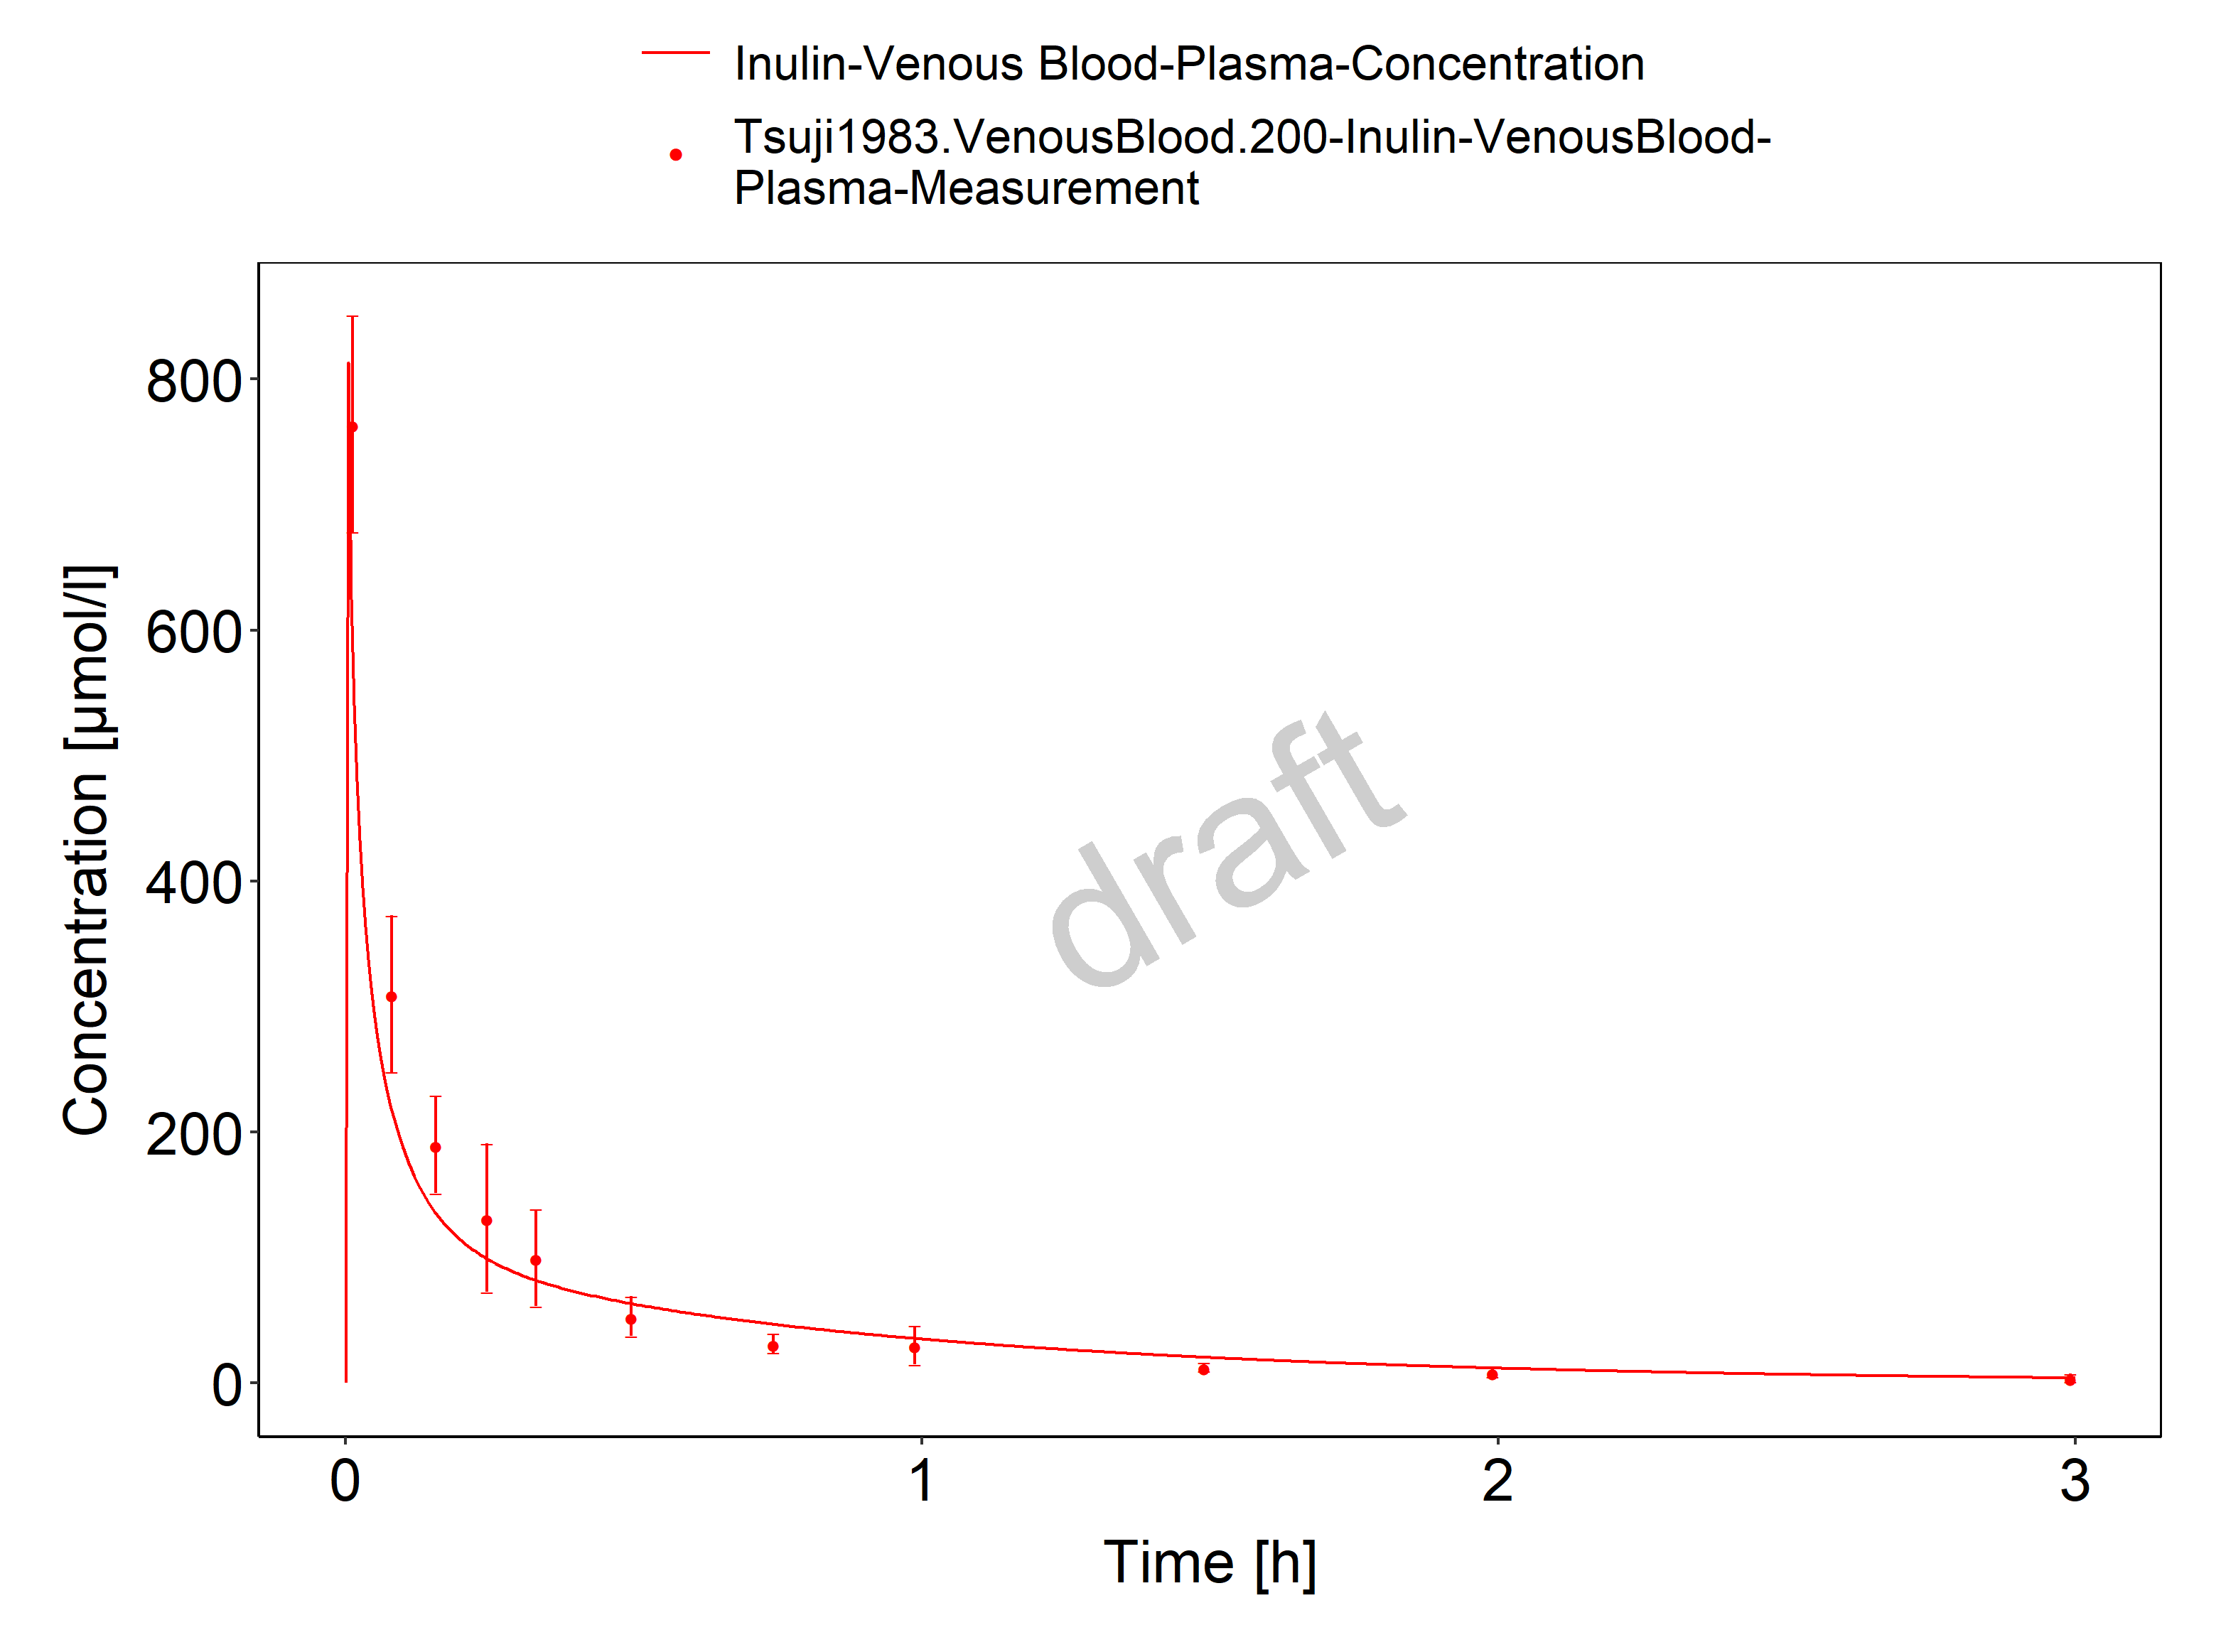 Inulin-Venous Blood-Plasma-Concentration
Tsuji1983.VenousBlood.200-Inulin-VenousBlood-
Plasma-Measurement
Concentration [µmol/l]
800
600
400
200
0
draft
0 1 2 3
Time [h]